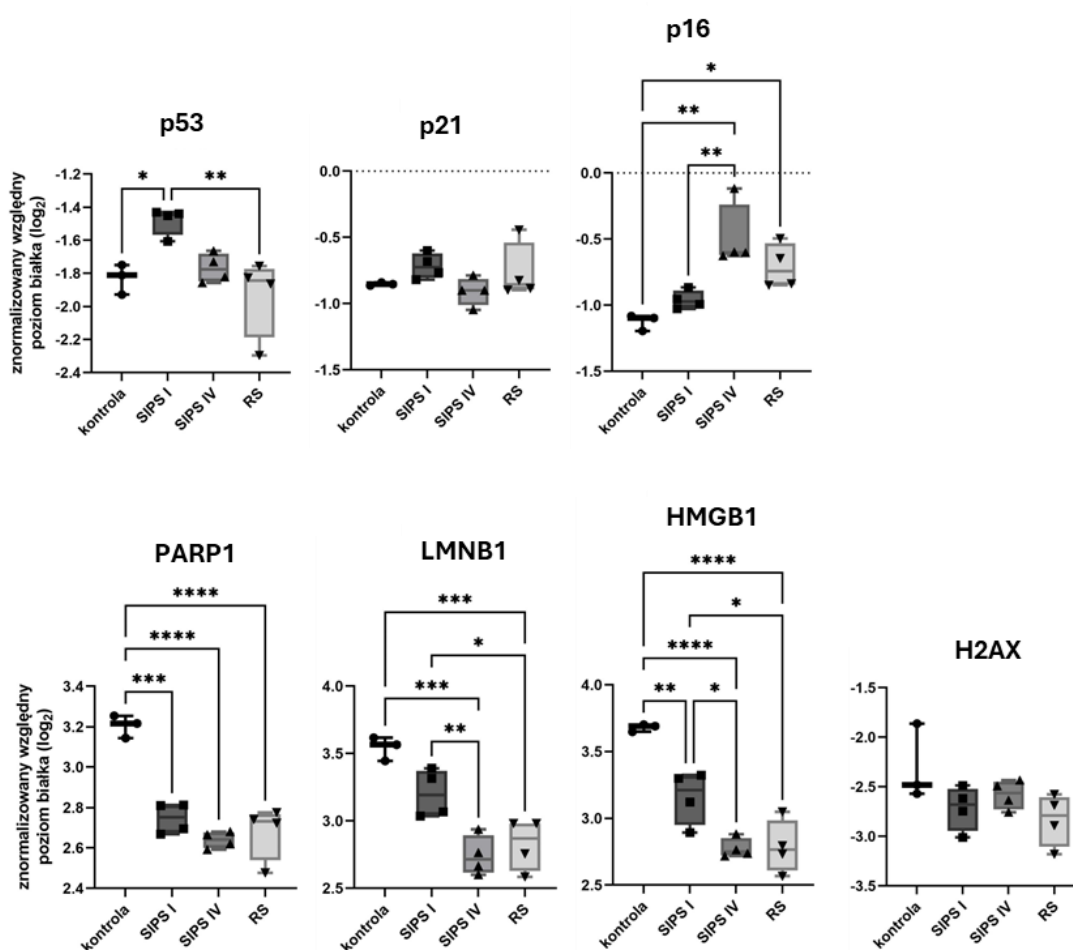 p53
znormalizowany względny
poziom białka (log2)
*
**
-1.2
-1.4
-1.6
-1.8
-2.0
-2.2
-2.4
kontrola
SIPS I
SIPS IV
RS
p21
0.0
-0.5
-1.0
-1.5
kontrola
SIPS I
SIPS IV
RS
p16
*
**
**
0.0
-0.5
-1.0
-1.5
kontrola
SIPS I
SIPS IV
RS
PARP1
znormalizowany względny
poziom białka (log2)
****
****
***
3.4
3.2
3.0
2.8
2.6
2.4
kontrola
SIPS I
SIPS IV
RS
LMNB1
***
*
***
**
4.0
3.5
3.0
2.5
kontrola
SIPS I
SIPS IV
RS
HMGB1
****
*
****
** *
4.0
3.5
3.0
2.5
kontrola
SIPS I
SIPS IV
RS
H2AX
-1.5
-2.0
-2.5
-3.0
-3.5
kontrola
SIPS I
SIPS IV
RS